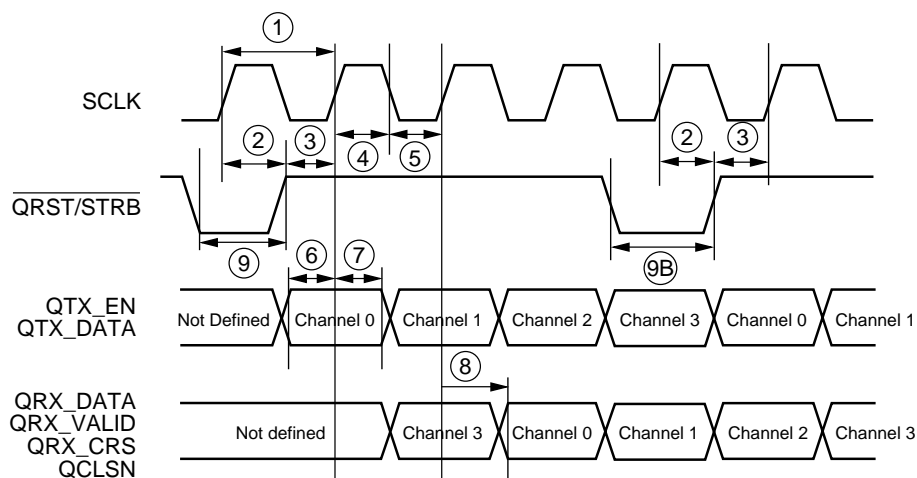 ①
SCLK
② ③ ④ ⑤ ② ③
QRST/STRB
⑨ ⑥ ⑦ 9B
QTX_EN
QTX_DATA
Not Defined Channel 0 Channel 1 Channel 2 Channel 3 Channel 0 Channel 1
⑧
QRX_DATA
QRX_VALID
QRX_CRS
QCLSN
Not defined Channel 3 Channel 0 Channel 1 Channel 2 Channel 3